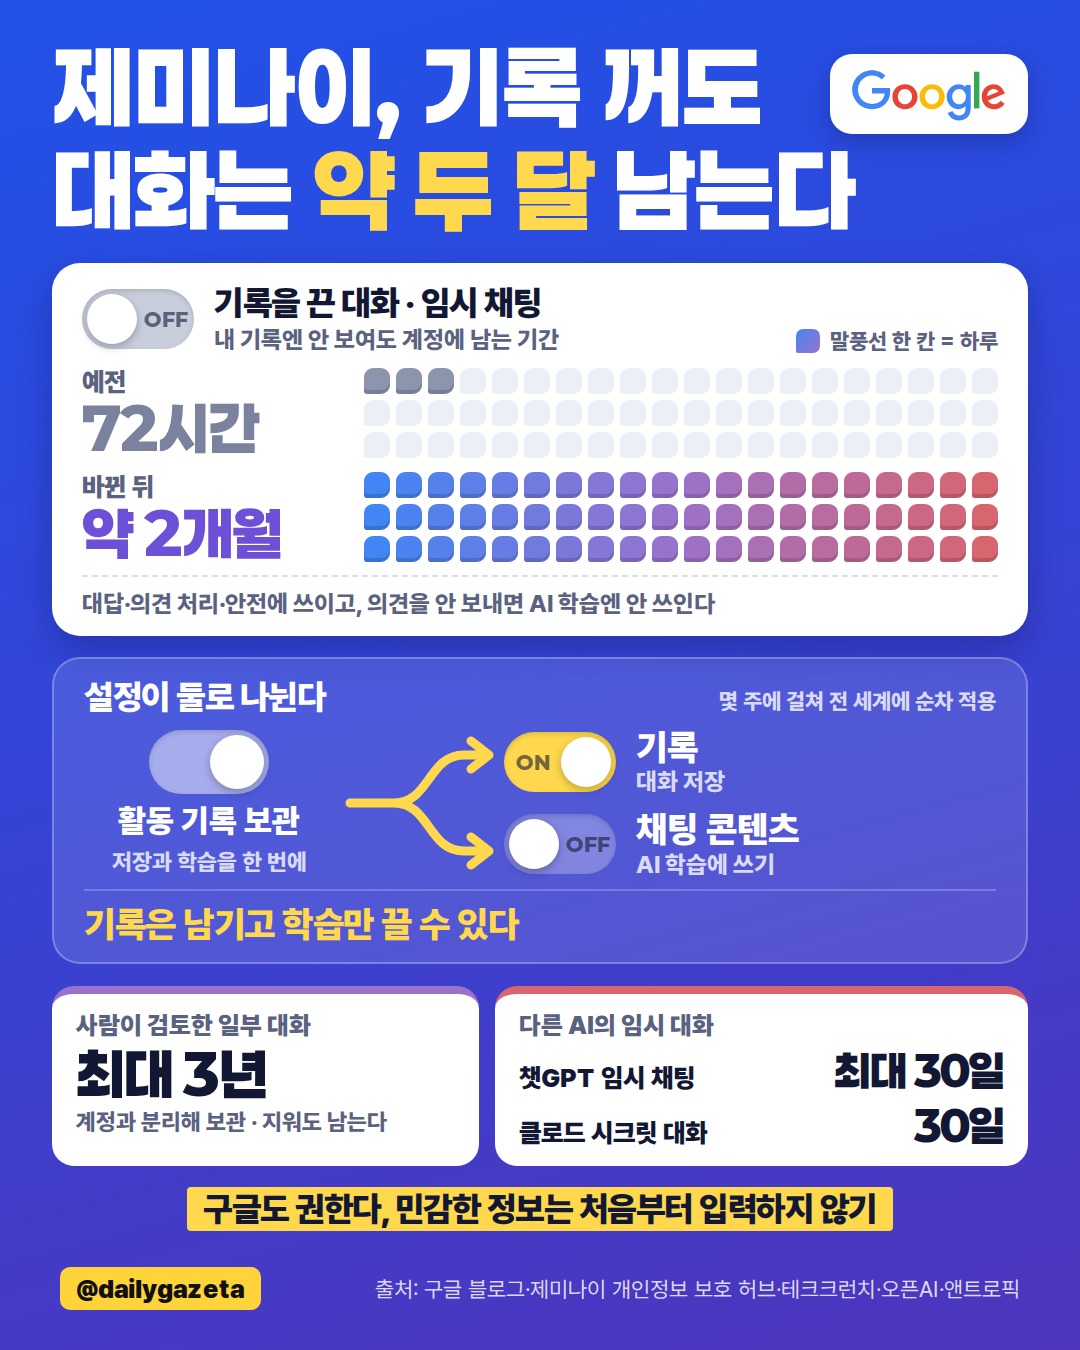 제미나이, 기록 꺼도
Google
대화는 약 두 달 남는다
OFF
기록을 끈 대화 · 임시 채팅
내 기록엔 안 보여도 계정에 남는 기간
말풍선 한 칸 = 하루
예전
72시간
바뀐 뒤
약 2개월
대답·의견 처리·안전에 쓰이고, 의견을 안 보내면 AI 학습엔 안 쓰인다
설정이 둘로 나뉜다
몇 주에 걸쳐 전 세계에 순차 적용
활동 기록 보관
저장과 학습을 한 번에
ON
기록
대화 저장
OFF
채팅 콘텐츠
AI 학습에 쓰기
기록은 남기고 학습만 끌 수 있다
사람이 검토한 일부 대화
최대 3년
계정과 분리해 보관 · 지워도 남는다
다른 AI의 임시 대화
챗GPT 임시 채팅 최대 30일
클로드 시크릿 대화 30일
구글도 권한다, 민감한 정보는 처음부터 입력하지 않기
@dailygazeta
출처: 구글 블로그·제미나이 개인정보 보호 허브·테크크런치·오픈AI·앤트로픽